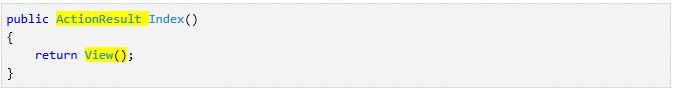 public ActionResult Index()
{
    return View();
}